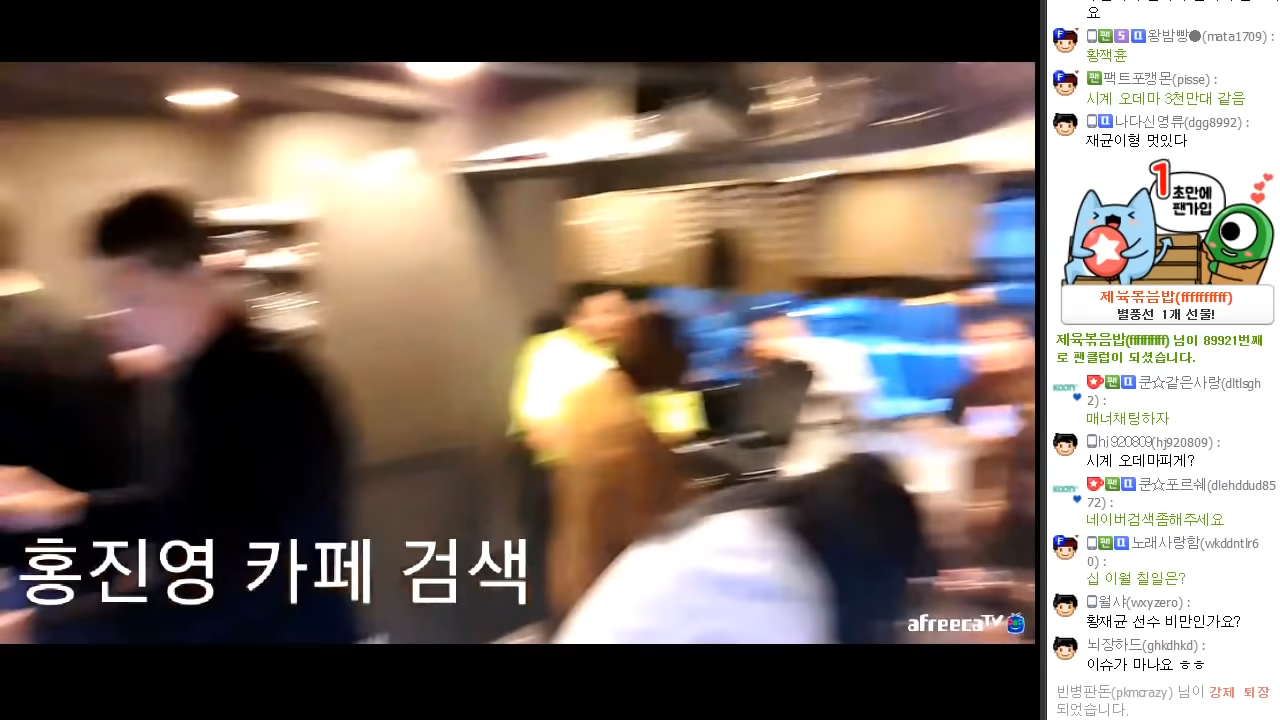 홍진영 카페 검색
afreecaTV
요
팬 S 왕밤빵●(mata1709) :
황잭휸
팬 팩트포캥몬(pisse) :
시계 오데마 3천만대 같음
나다신영류(dgg8992) :
재균이형 멋있다
1초만에
팬가입
제육볶음밥(ffffffffff)
별풍선 1개 선물!
제육볶음밥(ffffffffff) 님이 89921번째
로 팬클럽이 되셨습니다.
팬 쿤☆같은사랑(dltlsgh
2) :
매너채팅하자
hj920809(hj920809) :
시계 오데마피게?
팬 쿤☆포르쉐(dlehddud85
72) :
네이버검색좀해주세요
팬 노래사랑함(wkddntlr6
0) :
십 이월 칠일은?
월샤(wxyzero) :
황재균 선수 비만인가요?
뇌장하드(ghkdhkd) :
이슈가 마나요 ㅎㅎ
빈병판돈(pkmcrazy) 님이 강제 퇴장
되었습니다.